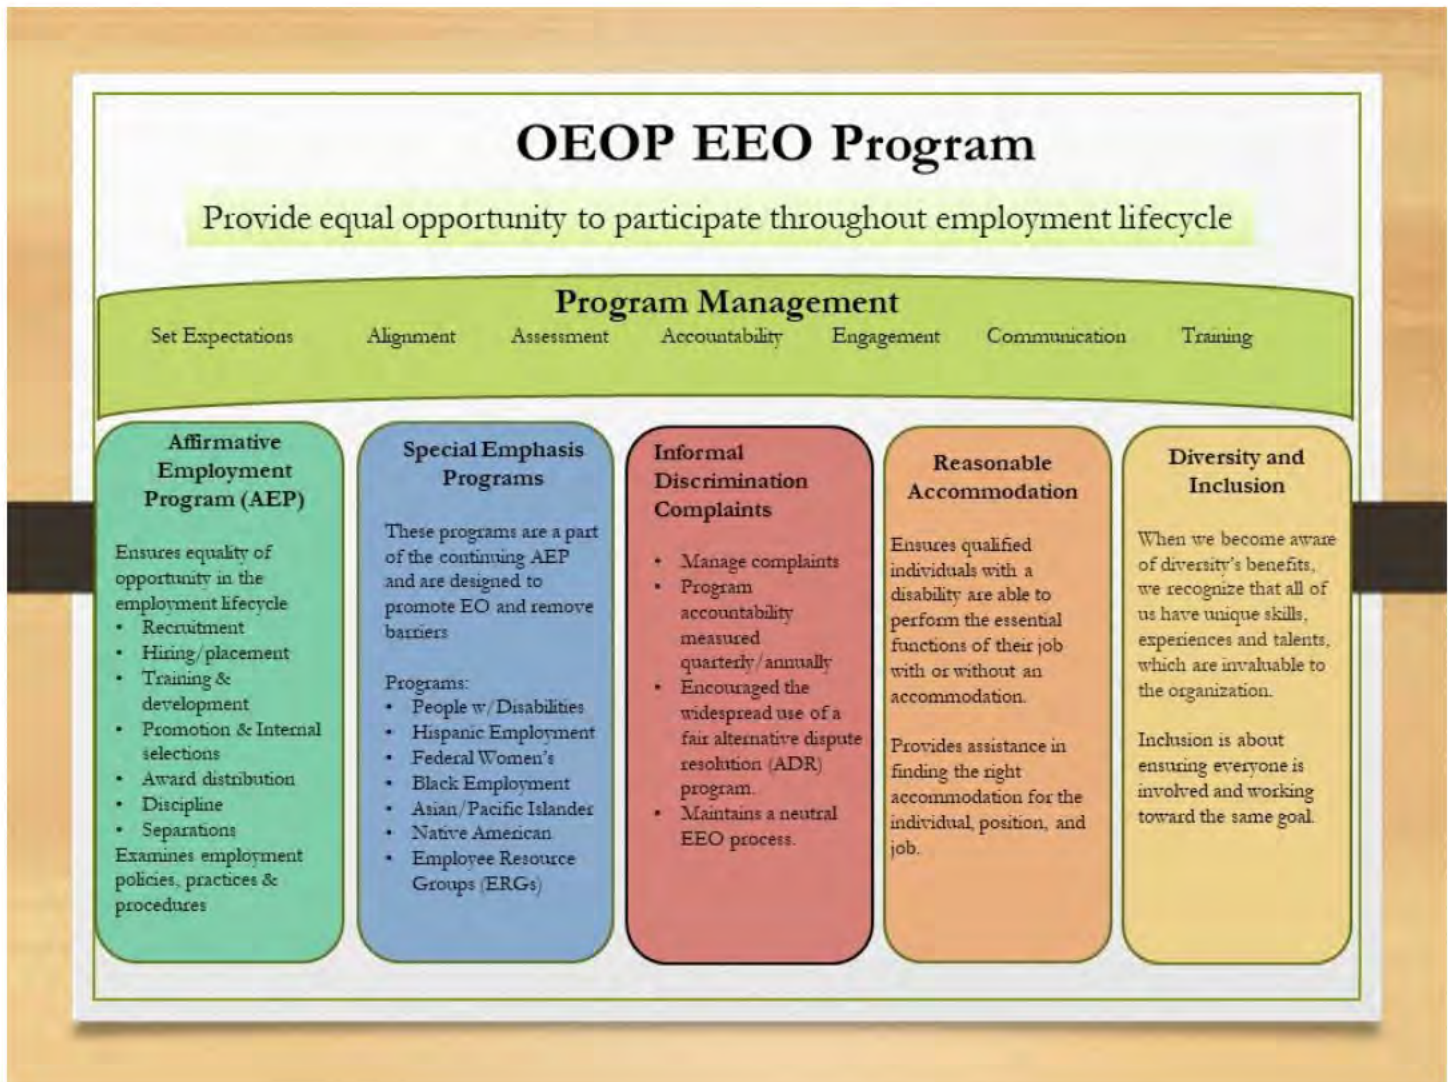 OEOP EEO Program
Provide equal opportunity to participate throughout employment lifecycle
Program Management
Set Expectations Alignment Assessment Accountability Engagement Communication Training
Affirmative
Employment
Program (AEP)
Ensures equality of
opportunity in the
employment lifecycle
• Recruitment
• Hiring/placement
• Training &
development
• Promotion & Internal
selections
• Award distribution
• Discipline
• Separations
Examines employment
policies, practices &
procedures
Special Emphasis
Programs
These programs are a part
of the continuing AEP
and are designed to
promote EO and remove
barriers
Programs:
• People w/Disabilities
• Hispanic Employment
• Federal Women's
• Black Employment
• Asian/Pacific Islander
• Native American
• Employee Resource
Groups (ERGs)
Informal
Discrimination
Complaints
• Manage complaints
• Program
accountability
measured
quarterly/annually
• Encouraged the
widespread use of a
fair alternative dispute
resolution (ADR)
program.
• Maintains a neutral
EEO process.
Reasonable
Accommodation
Ensures qualified
individuals with a
disability are able to
perform the essential
functions of their job
with or without an
accommodation.
Provides assistance in
finding the right
accommodation for the
individual, position, and
job.
Diversity and
Inclusion
When we become aware
of diversity's benefits,
we recognize that all of
us have unique skills,
experiences and talents,
which are invaluable to
the organization.
Inclusion is about
ensuring everyone is
involved and working
toward the same goal.